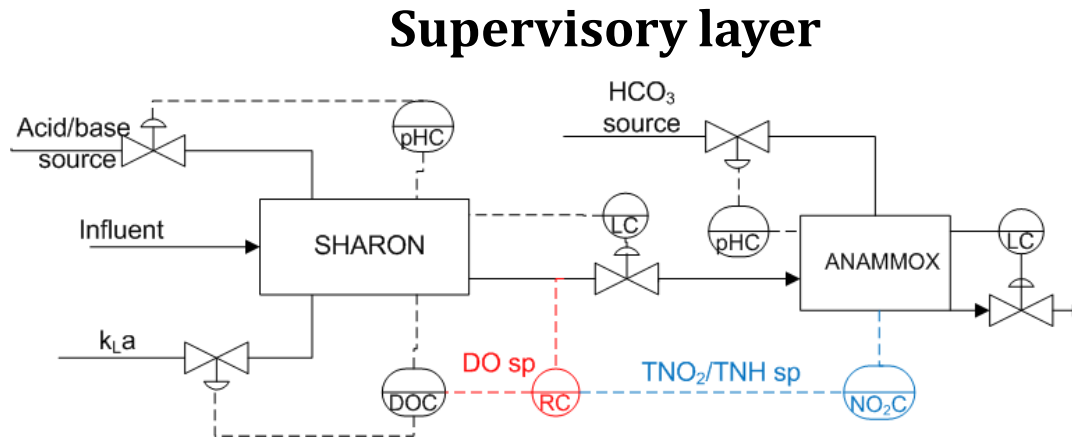 Supervisory layer
HCO₃
source
Acid/base
source
pHC
Influent
SHARON
LC
pHC
ANAMMOX
LC
kLa
DO sp
TNO₂/TNH sp
DOC
RC
NO₂C